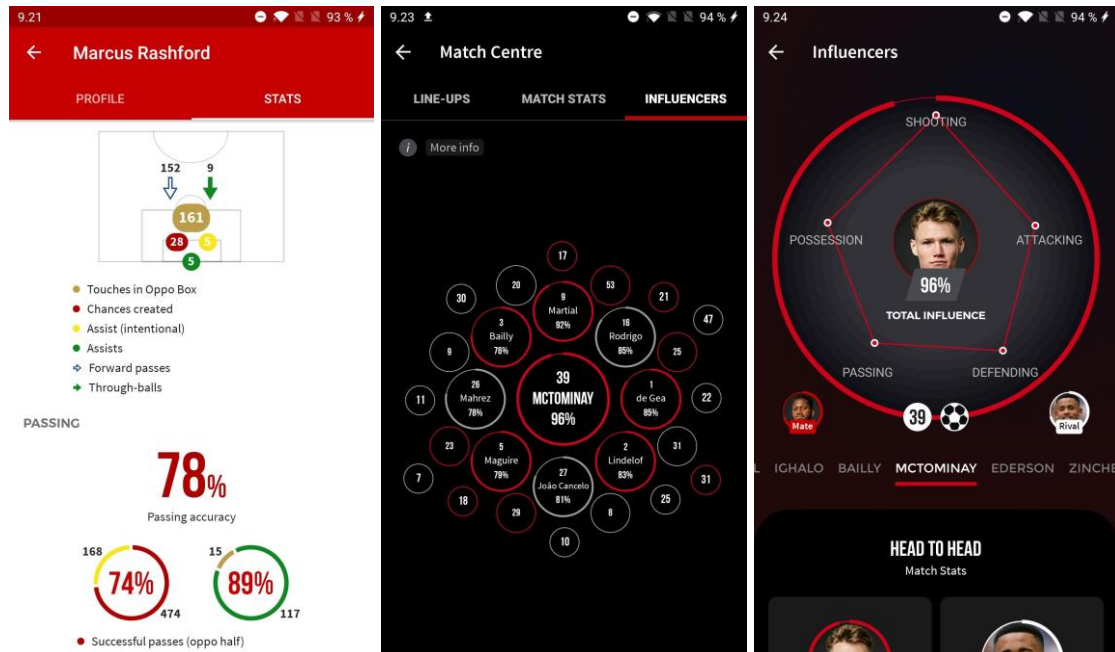 9.21
93 %
Marcus Rashford
PROFILE
STATS
152
9
161
28
5
5
Touches in Oppo Box
Chances created
Assist (intentional)
Assists
Forward passes
Through-balls
PASSING
78%
Passing accuracy
168
74%
474
15
89%
117
Successful passes (oppo half)
9.23
94 %
Match Centre
LINE-UPS
MATCH STATS
INFLUENCERS
i
More info
17
20
53
30
21
9
Martial
92%
47
3
Bailly
76%
16
Rodrigo
85%
9
25
39
MCTOMINAY
96%
26
Mahrez
78%
1
de Gea
85%
11
22
23
31
5
Maguire
79%
2
Lindelof
83%
7
27
João Cancelo
81%
31
18
25
29
8
10
9.24
94 %
Influencers
SHOOTING
POSSESSION
ATTACKING
96%
TOTAL INFLUENCE
PASSING
DEFENDING
Mate
39
Rival
L IGHALO BAILLY MCTOMINAY EDERSON ZINCHE
HEAD TO HEAD
Match Stats